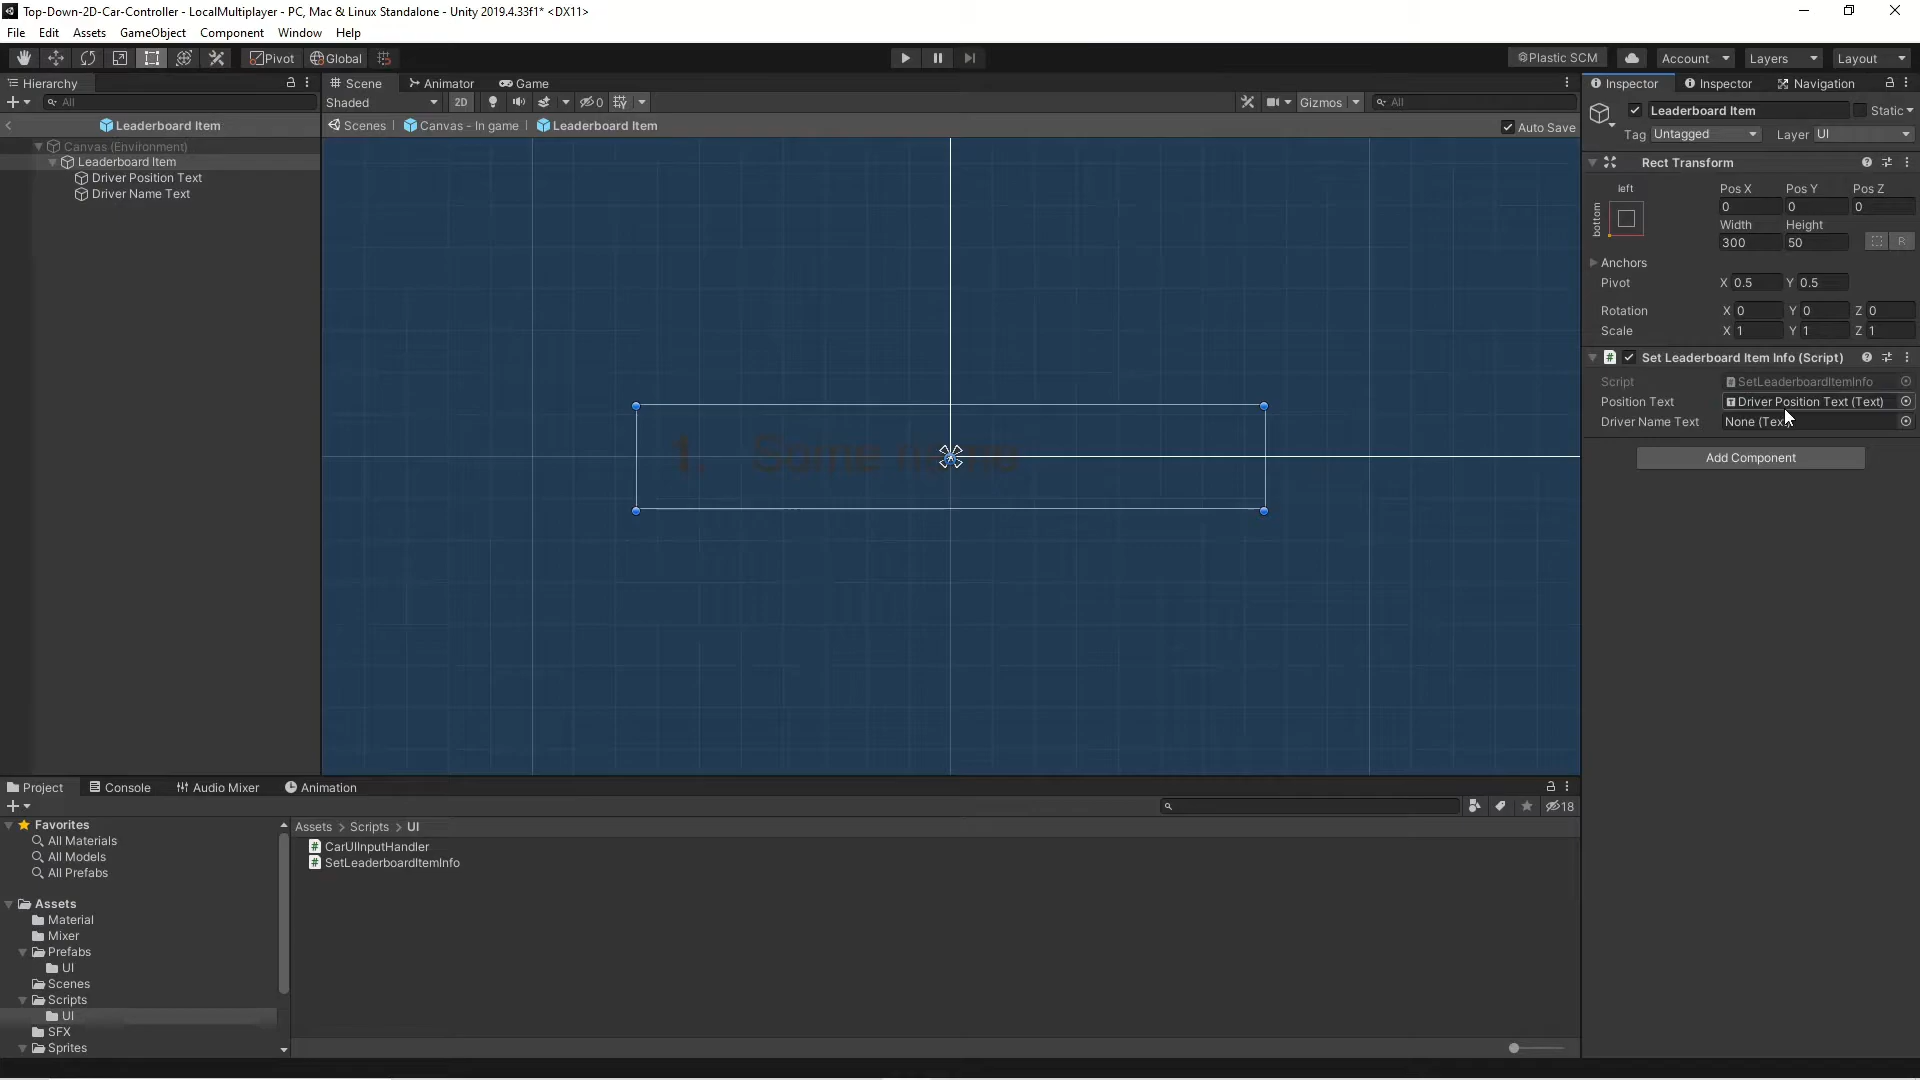 Top-Down-2D-Car-Controller - LocalMultiplayer - PC, Mac & Linux Standalone - Unity 2019.4.33f1* <DX11>
File Edit Assets GameObject Component Window Help
Pivot Global Plastic SCM Account Layers Layout
Hierarchy
All
Leaderboard Item
Canvas (Environment)
Leaderboard Item
Driver Position Text
Driver Name Text
Scene Animator Game
Shaded 2D 0 Gizmos All
Scenes Canvas - In game Leaderboard Item Auto Save
1. Some name
Inspector Inspector Navigation
Leaderboard Item Static
Tag Untagged Layer UI
Rect Transform
left
bottom
Pos X Pos Y Pos Z
0 0 0
Width Height
300 50 R
Anchors
Pivot X 0.5 Y 0.5
Rotation X 0 Y 0 Z 0
Scale X 1 Y 1 Z 1
# Set Leaderboard Item Info (Script)
Script SetLeaderboardItemInfo
Position Text Driver Position Text (Text)
Driver Name Text None (Text)
Add Component
Project Console Audio Mixer Animation
18
Favorites
All Materials
All Models
All Prefabs
Assets
Material
Mixer
Prefabs
UI
Scenes
Scripts
UI
SFX
Sprites
Assets > Scripts > UI
# CarUIInputHandler
# SetLeaderboardItemInfo